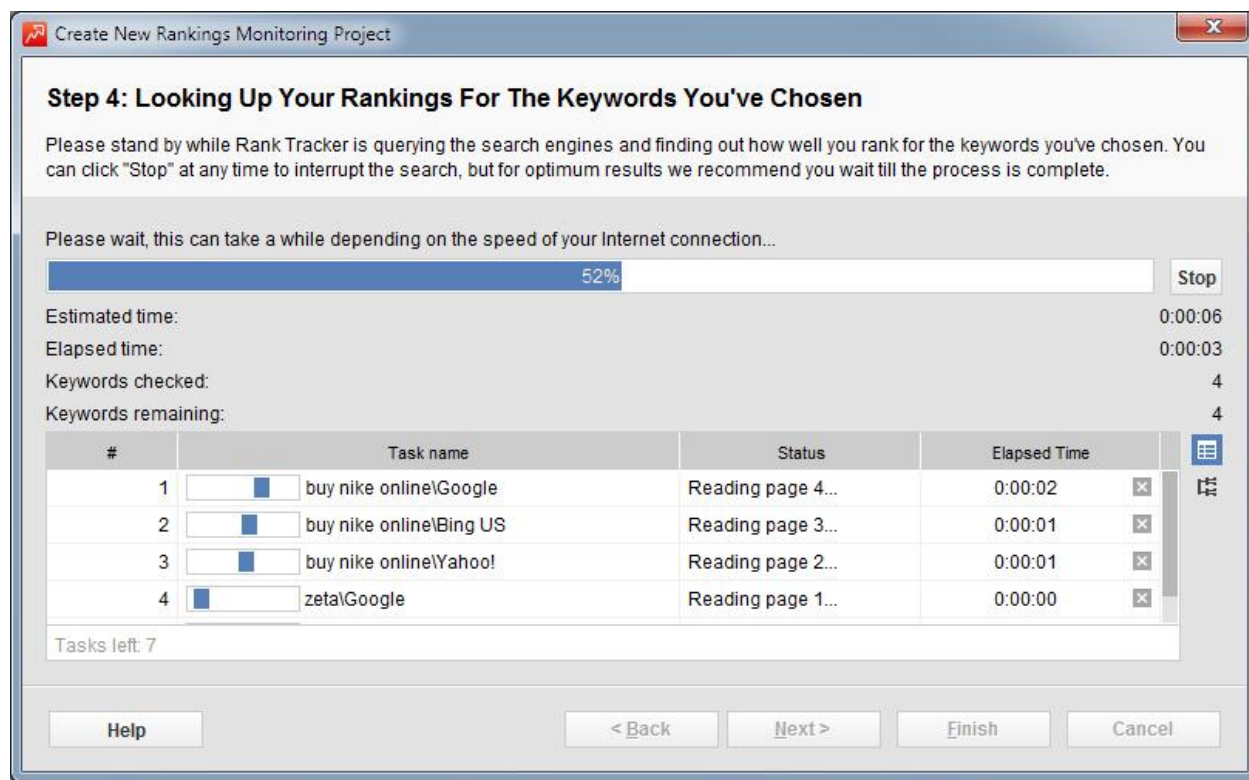 Create New Rankings Monitoring Project
X
Step 4: Looking Up Your Rankings For The Keywords You've Chosen
Please stand by while Rank Tracker is querying the search engines and finding out how well you rank for the keywords you've chosen. You
can click "Stop" at any time to interrupt the search, but for optimum results we recommend you wait till the process is complete.
Please wait, this can take a while depending on the speed of your Internet connection...
52% Stop
Estimated time: 0:00:06
Elapsed time: 0:00:03
Keywords checked: 4
Keywords remaining: 4
# Task name Status Elapsed Time
1 buy nike online\Google Reading page 4... 0:00:02
2 buy nike online\Bing US Reading page 3... 0:00:01
3 buy nike online\Yahoo! Reading page 2... 0:00:01
4 zeta\Google Reading page 1... 0:00:00
Tasks left: 7
Help < Back Next > Finish Cancel